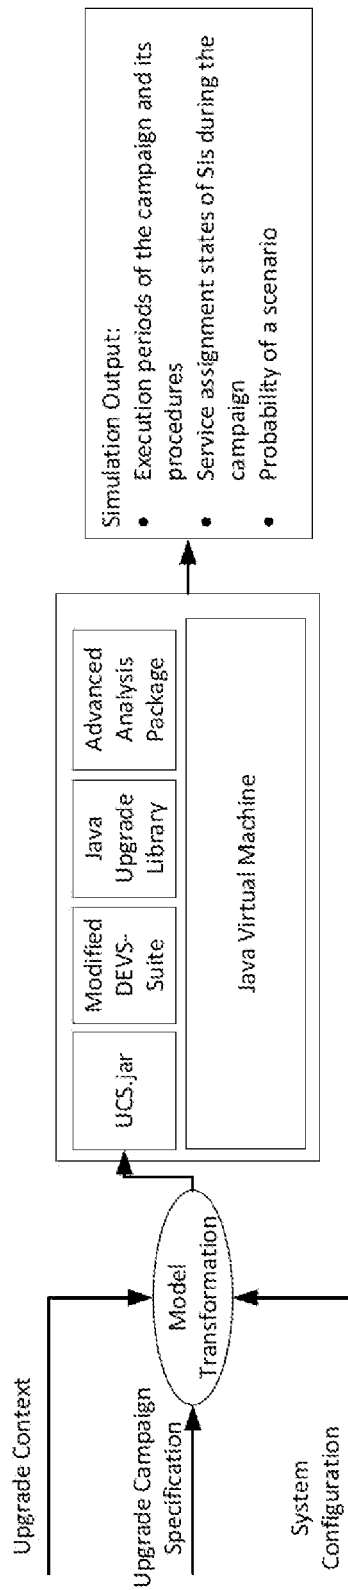 Upgrade Context
Upgrade Campaign
Specification
System
Configuration
Model
Transformation
UCS.jar
Modified
DEVS-
Suite
Java
Upgrade
Library
Advanced
Analysis
Package
Java Virtual Machine
Simulation Output:
• Execution periods of the campaign and its
procedures
• Service assignment states of SIs during the
campaign
• Probability of a scenario